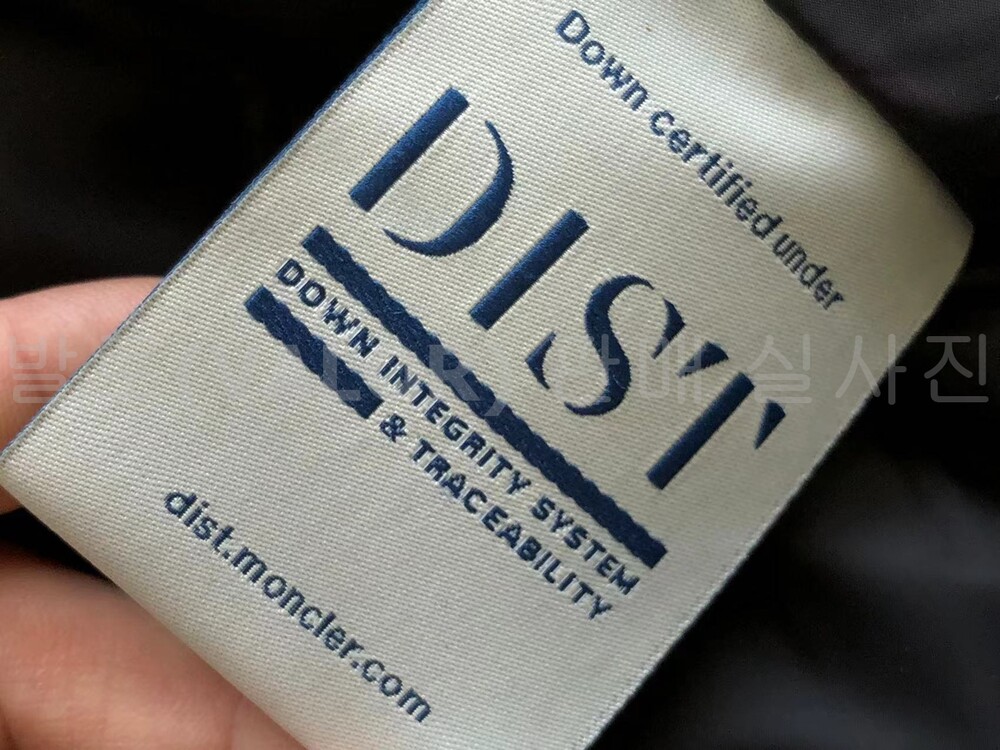 Down certified under
DIST
DOWN INTEGRITY SYSTEM
& TRACEABILITY
dist.moncler.com
실사진